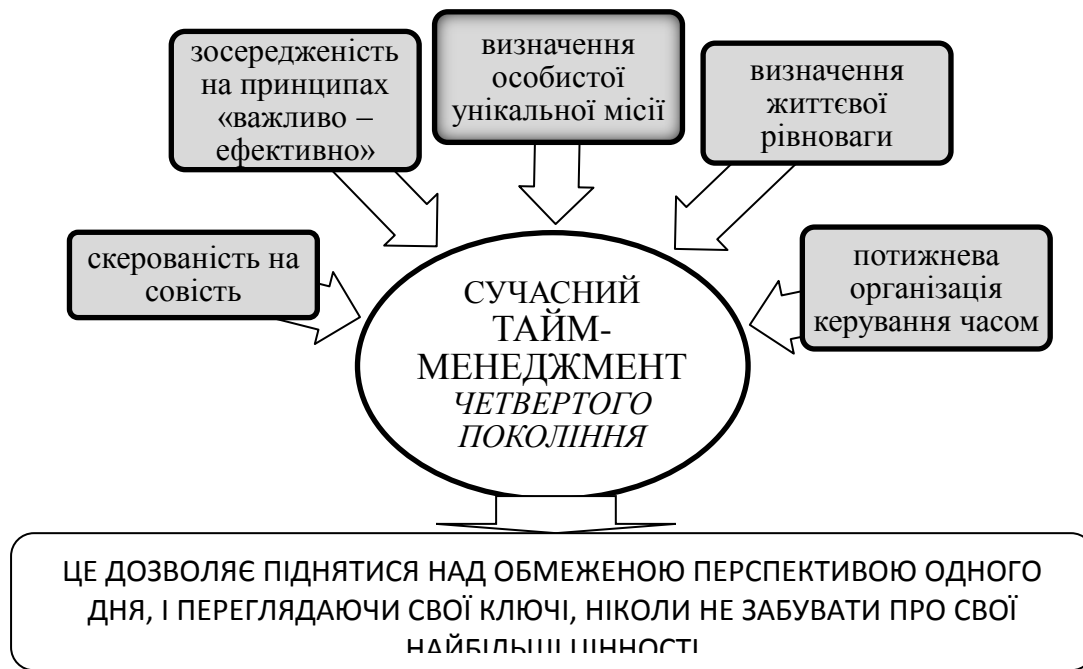 зосередженість
на принципах
«важливо –
ефективно»
визначення
особистої
унікальної місії
визначення
життєвої
рівноваги
скерованість на
совість
потижнева
організація
керування часом
СУЧАСНИЙ
ТАЙМ-
МЕНЕДЖМЕНТ
ЧЕТВЕРТОГО
ПОКОЛІННЯ
ЦЕ ДОЗВОЛЯЄ ПІДНЯТИСЯ НАД ОБМЕЖЕНОЮ ПЕРСПЕКТИВОЮ ОДНОГО
ДНЯ, І ПЕРЕГЛЯДАЮЧИ СВОЇ КЛЮЧІ, НІКОЛИ НЕ ЗАБУВАТИ ПРО СВОЇ
НАЙБІЛЬШІ ЦІННОСТІ